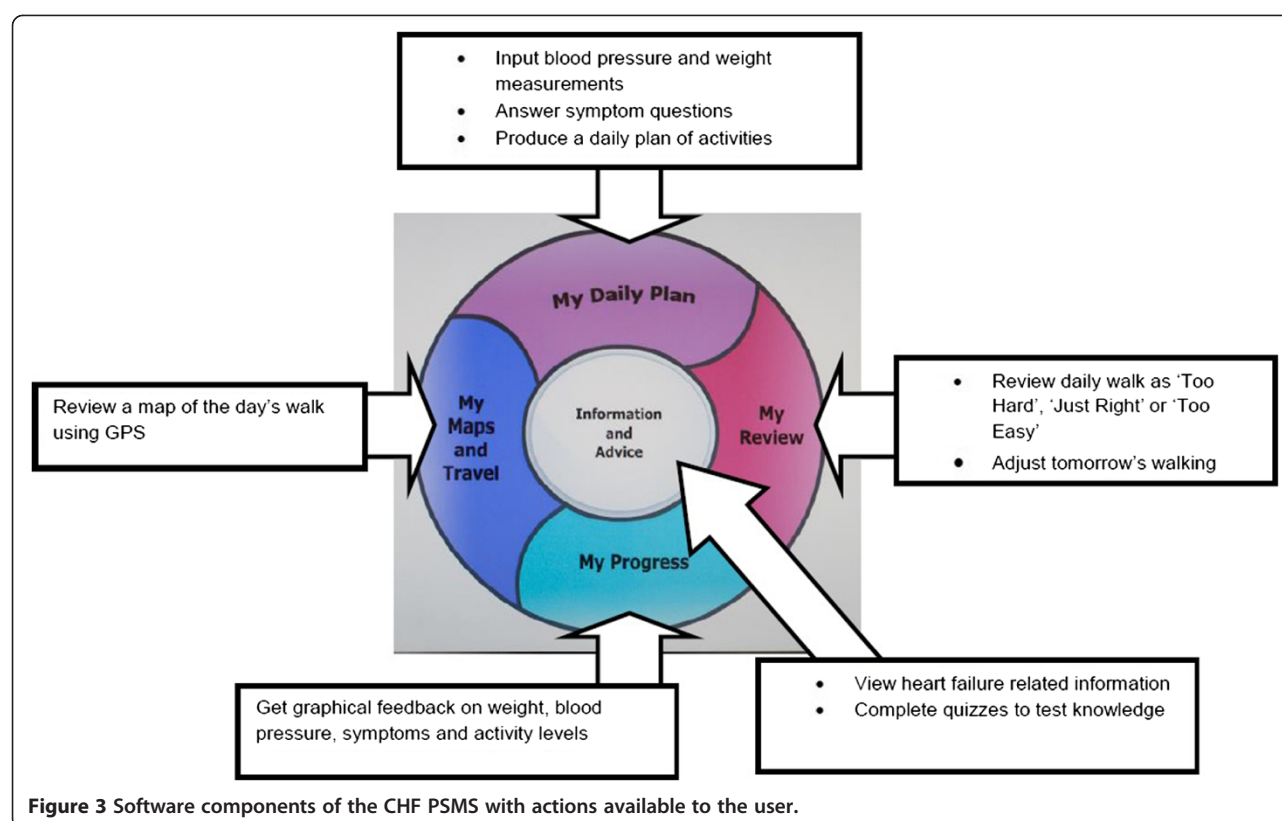 • Input blood pressure and weight
measurements
• Answer symptom questions
• Produce a daily plan of activities
My Daily Plan
Review a map of the day's walk
using GPS
My
Maps
and
Travel
Information
and
Advice
My
Review
• Review daily walk as ‘Too
Hard’, ‘Just Right’ or ‘Too
Easy’
• Adjust tomorrow’s walking
My Progress
Get graphical feedback on weight, blood
pressure, symptoms and activity levels
• View heart failure related information
• Complete quizzes to test knowledge
Figure 3 Software components of the CHF PSMS with actions available to the user.